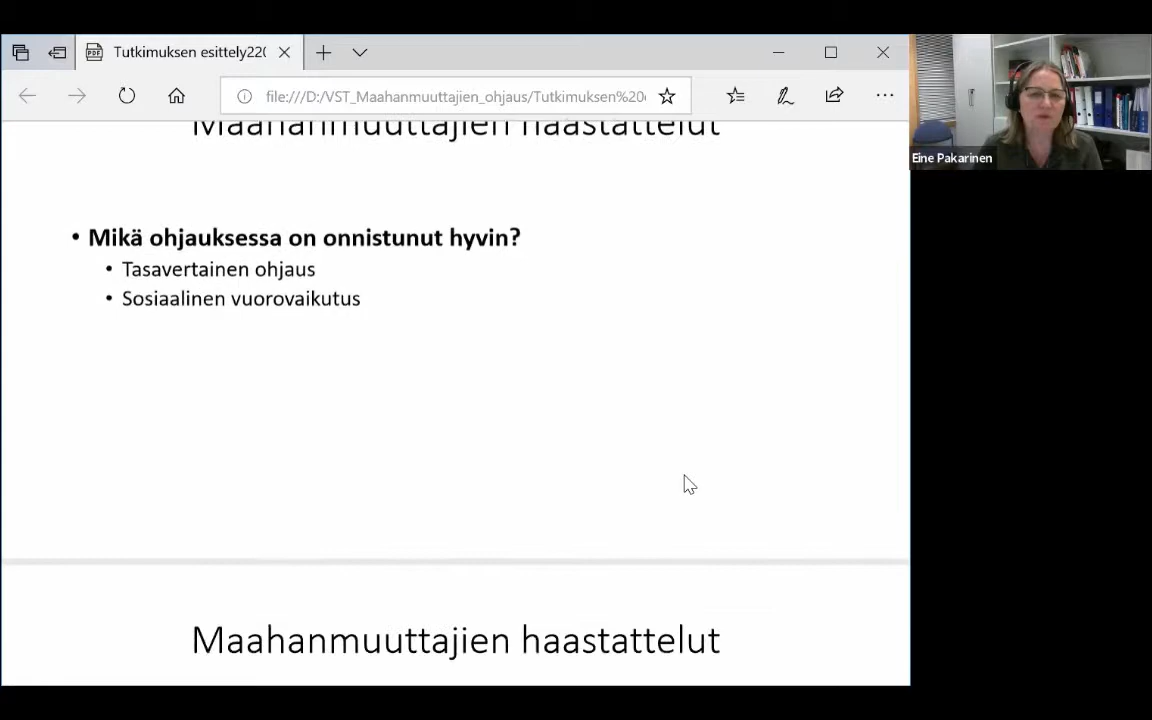 Tutkimuksen esittely220
file:///D:/VST_Maahanmuuttajien_ohjaus/Tutkimuksen%20
Eine Pakarinen
Maahanmuuttajien haastattelut
• Mikä ohjauksessa on onnistunut hyvin?
• Tasavertainen ohjaus
• Sosiaalinen vuorovaikutus
Maahanmuuttajien haastattelut